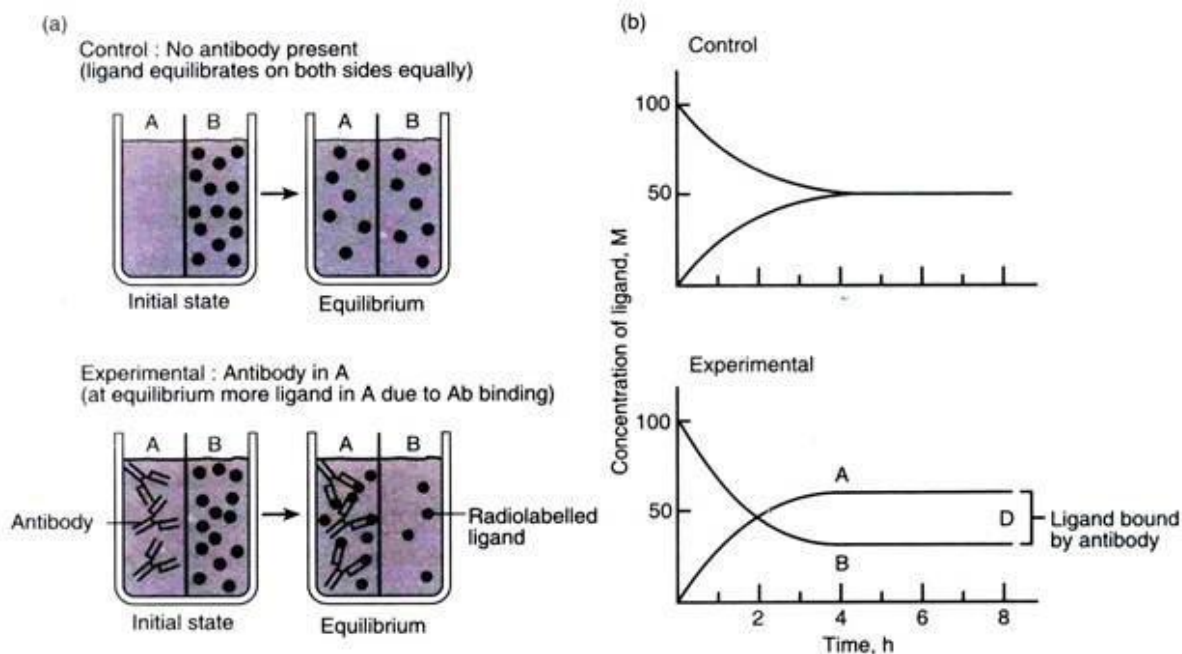 (a)
Control : No antibody present
(ligand equilibrates on both sides equally)
A B
A B
Initial state
Equilibrium
Experimental : Antibody in A
(at equilibrium more ligand in A due to Ab binding)
A B
A B
Antibody
Radiolabelled
ligand
Initial state
Equilibrium
(b)
Control
100
50
Concentration of ligand, M
Experimental
100
50
A
B
D
Ligand bound
by antibody
2 4 6 8
Time, h